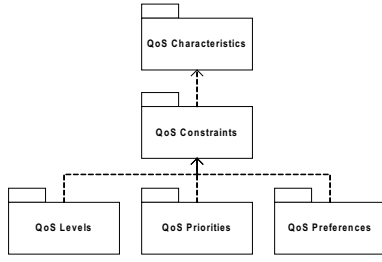 QoS Characteristics
QoS Constraints
QoS Levels
QoS Priorities
QoS Preferences